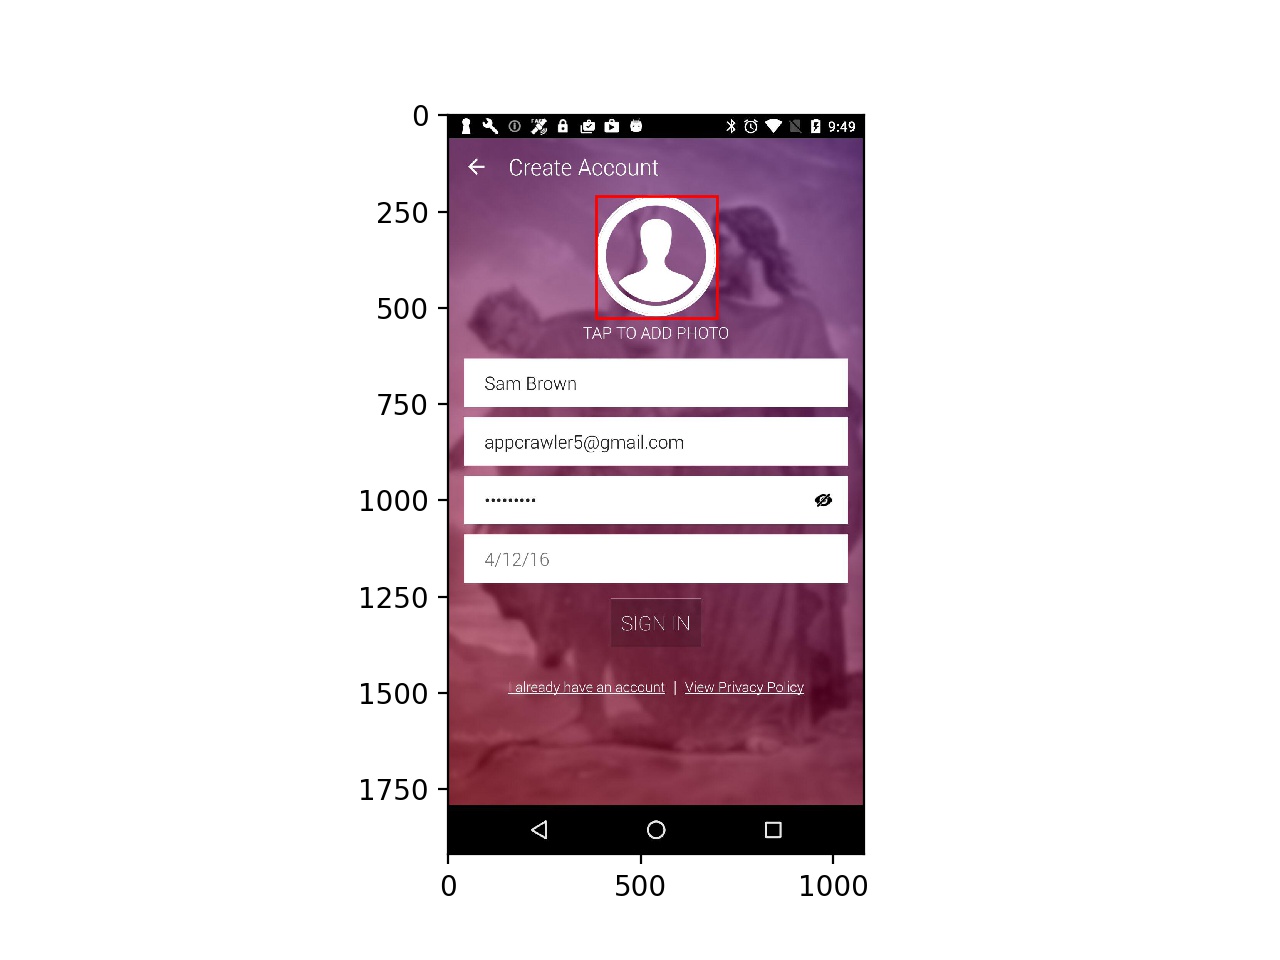 0
9:49
Create Account
250
500
TAP TO ADD PHOTO
Sam Brown
750
appcrawler5@gmail.com
1000
•••••••••
4/12/16
1250
SIGN IN
I already have an account | View Privacy Policy
1500
1750
0 500 1000